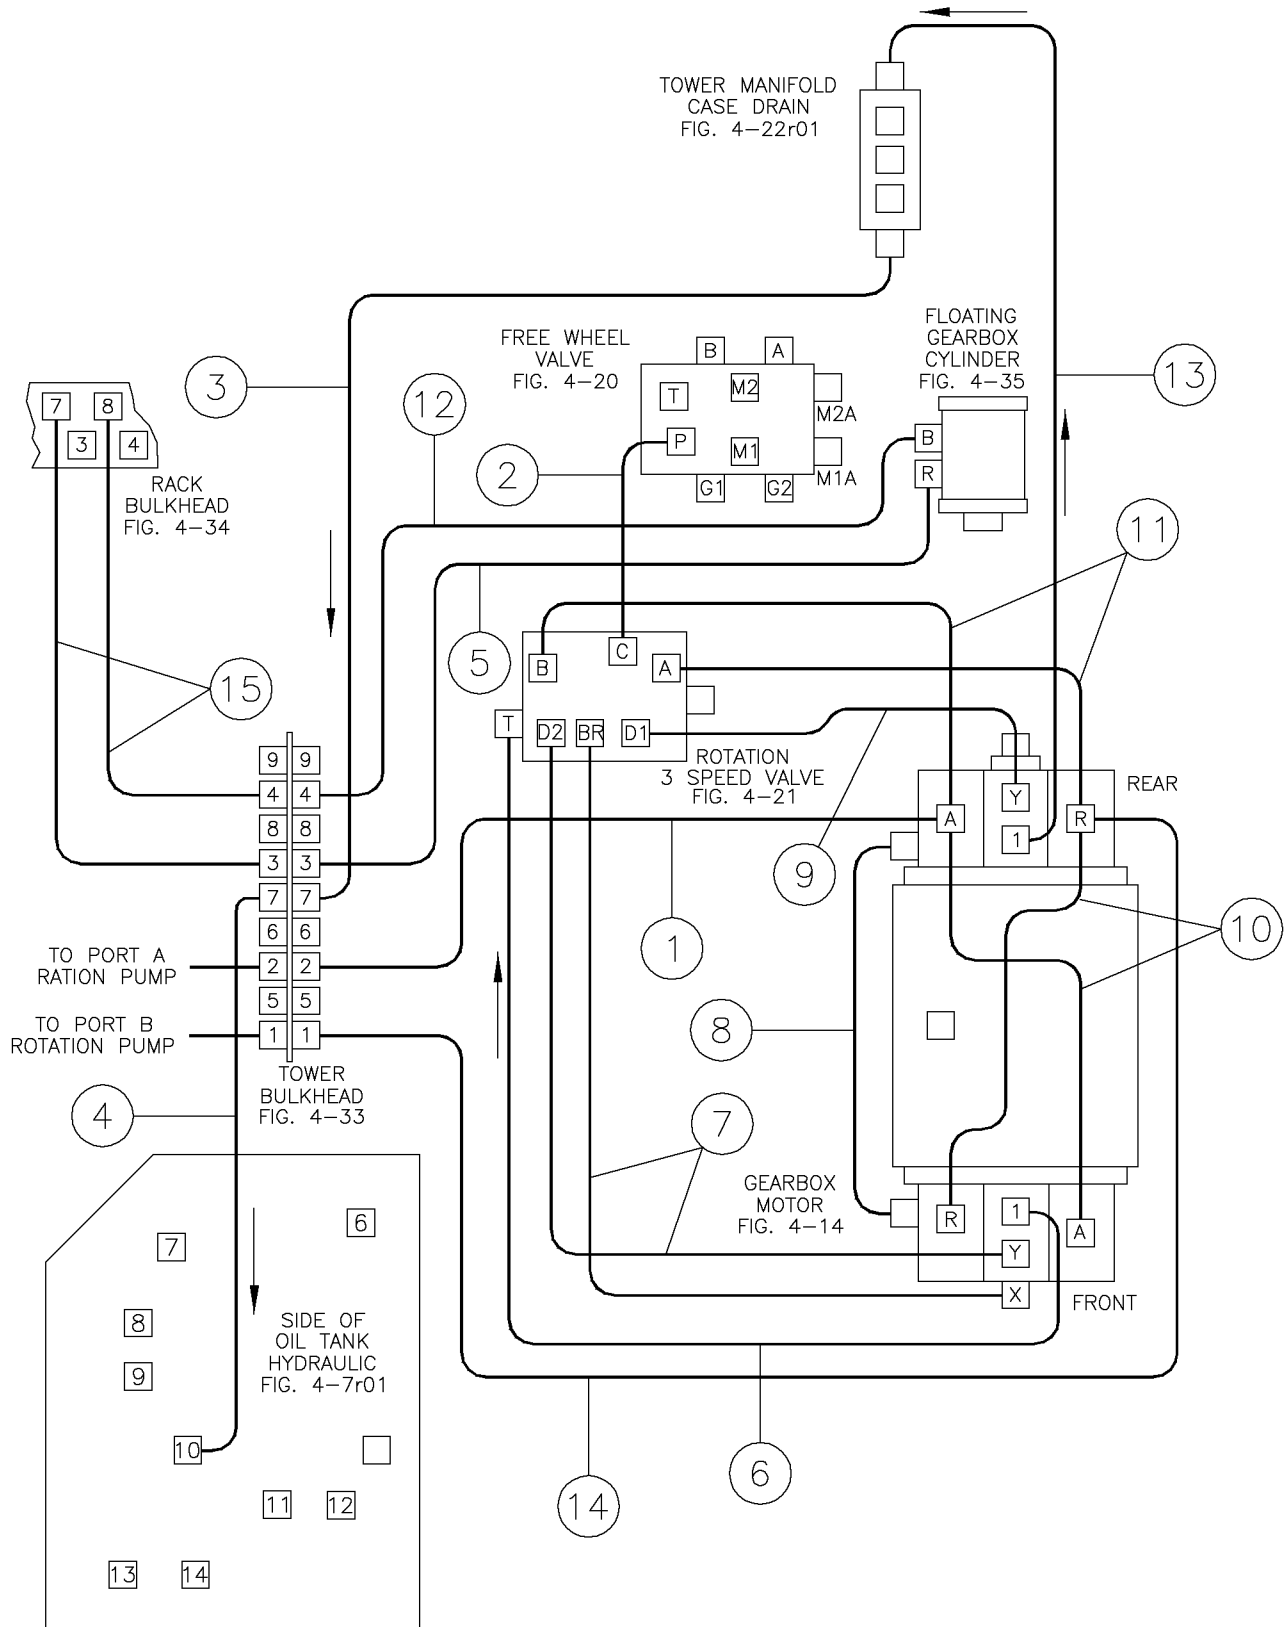 TOWER MANIFOLD
CASE DRAIN
FIG. 4-22r01
FREE WHEEL
VALVE
FIG. 4-20
B
A
T
M2
M2A
P
M1
M1A
G1
G2
FLOATING
GEARBOX
CYLINDER
FIG. 4-35
B
R
3
12
2
13
11
7
8
3
4
RACK
BULKHEAD
FIG. 4-34
15
5
B
C
A
T
D2
BR
D1
ROTATION
3 SPEED VALVE
FIG. 4-21
9
9
4
4
8
8
3
3
7
7
6
6
2
2
5
5
1
1
TO PORT A
RATION PUMP
TO PORT B
ROTATION PUMP
TOWER
BULKHEAD
FIG. 4-33
Y
REAR
A
1
R
9
1
10
8
4
7
GEARBOX
MOTOR
FIG. 4-14
R
1
A
Y
X
FRONT
6
7
8
9
SIDE OF
OIL TANK
HYDRAULIC
FIG. 4-7r01
10
11
12
13
14
6
14